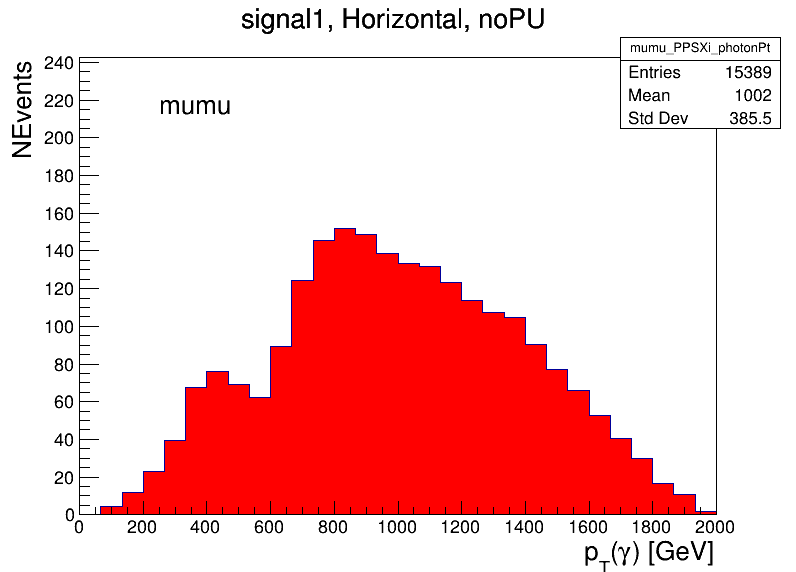 signal1, Horizontal, noPU
mumu_PPSXi_photonPt
Entries 15389
Mean 1002
Std Dev 385.5
NEvents
mumu
240
220
200
180
160
140
120
100
80
60
40
20
0
0 200 400 600 800 1000 1200 1400 1600 1800 2000
p_T(γ) [GeV]